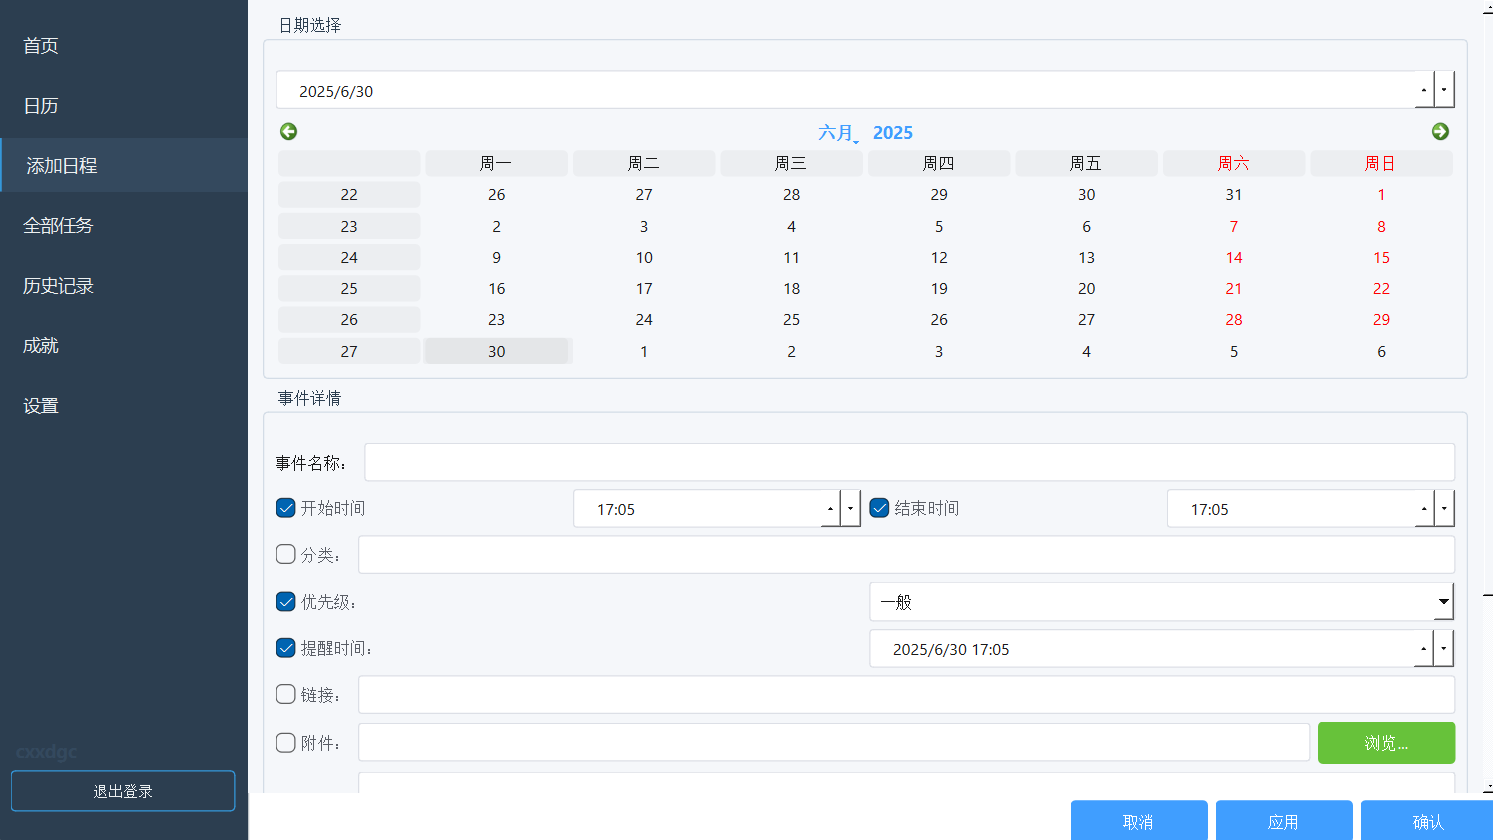 首页
日历
添加日程
全部任务
历史记录
成就
设置
cxxdgc
退出登录
日期选择
2025/6/30
六月 2025
周一 周二 周三 周四 周五 周六 周日
22 26 27 28 29 30 31 1
23 2 3 4 5 6 7 8
24 9 10 11 12 13 14 15
25 16 17 18 19 20 21 22
26 23 24 25 26 27 28 29
27 30 1 2 3 4 5 6
事件详情
事件名称:
开始时间 17:05 结束时间 17:05
分类:
优先级: 一般
提醒时间: 2025/6/30 17:05
链接:
附件: 浏览...
取消 应用 确认